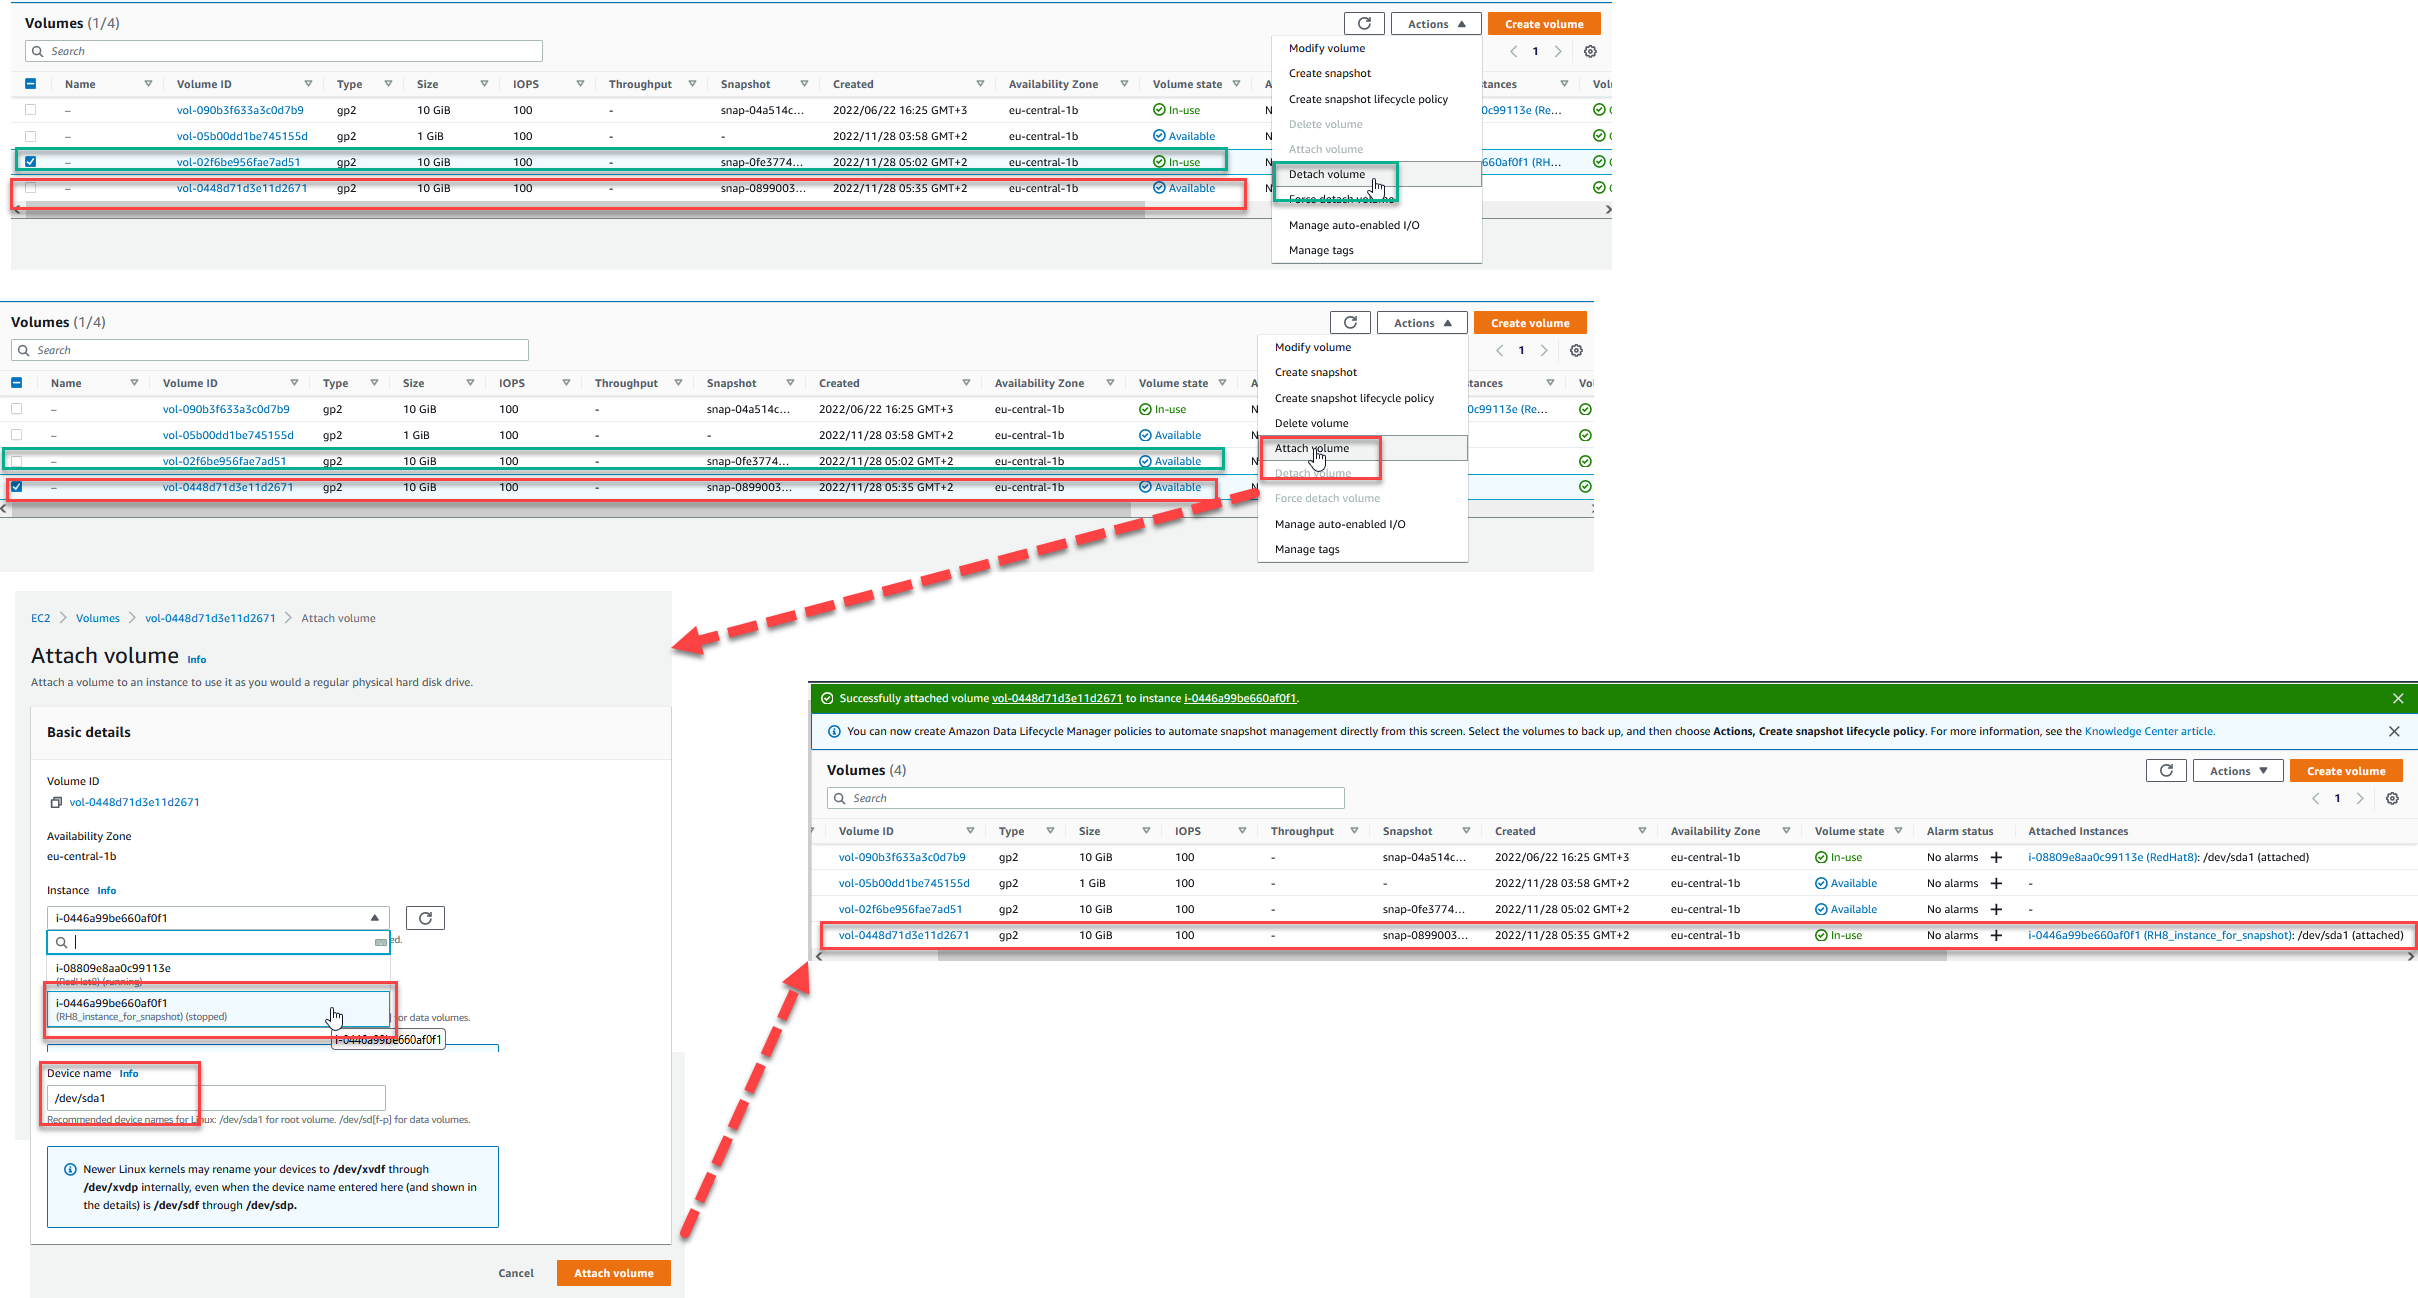 Volumes (1/4)
Actions
Create volume
Search
1
Name Volume ID Type Size IOPS Throughput Snapshot Created Availability Zone Volume state
– vol-090b3f633a3c0d7b9 gp2 10 GiB 100 - snap-04a514c... 2022/06/22 16:25 GMT+3 eu-central-1b In-use
– vol-05b00dd1be745155d gp2 1 GiB 100 - - 2022/11/28 03:58 GMT+2 eu-central-1b Available
– vol-02f6be956fae7ad51 gp2 10 GiB 100 - snap-0fe3774... 2022/11/28 05:02 GMT+2 eu-central-1b In-use
– vol-0448d71d3e11d2671 gp2 10 GiB 100 - snap-0899003... 2022/11/28 05:35 GMT+2 eu-central-1b Available
Modify volume
Create snapshot
Create snapshot lifecycle policy
Delete volume
Attach volume
Detach volume
Force detach volume
Manage auto-enabled I/O
Manage tags
tances
0c99113e (Re...
660af0f1 (RH...
Volumes (1/4)
Actions
Create volume
Search
1
Name Volume ID Type Size IOPS Throughput Snapshot Created Availability Zone Volume state
– vol-090b3f633a3c0d7b9 gp2 10 GiB 100 - snap-04a514c... 2022/06/22 16:25 GMT+3 eu-central-1b In-use
– vol-05b00dd1be745155d gp2 1 GiB 100 - - 2022/11/28 03:58 GMT+2 eu-central-1b Available
– vol-02f6be956fae7ad51 gp2 10 GiB 100 - snap-0fe3774... 2022/11/28 05:02 GMT+2 eu-central-1b Available
– vol-0448d71d3e11d2671 gp2 10 GiB 100 - snap-0899003... 2022/11/28 05:35 GMT+2 eu-central-1b Available
Modify volume
Create snapshot
Create snapshot lifecycle policy
Delete volume
Attach volume
Detach volume
Force detach volume
Manage auto-enabled I/O
Manage tags
tances
0c99113e (Re...
EC2 Volumes vol-0448d71d3e11d2671 Attach volume
Attach volume Info
Attach a volume to an instance to use it as you would a regular physical hard disk drive.
Basic details
Volume ID
vol-0448d71d3e11d2671
Availability Zone
eu-central-1b
Instance Info
i-0446a99be660af0f1
ed.
i-08809e8aa0c99113e
(RedHat8) (running)
i-0446a99be660af0f1
(RH8_instance_for_snapshot) (stopped)
for data volumes.
i-0446a99be660af0f1
Device name Info
/dev/sda1
Recommended device names for Linux: /dev/sda1 for root volume. /dev/sd[f-p] for data volumes.
Newer Linux kernels may rename your devices to /dev/xvdf through
/dev/xvdp internally, even when the device name entered here (and shown in
the details) is /dev/sdf through /dev/sdp.
Cancel
Attach volume
Successfully attached volume vol-0448d71d3e11d2671 to instance i-0446a99be660af0f1.
You can now create Amazon Data Lifecycle Manager policies to automate snapshot management directly from this screen. Select the volumes to back up, and then choose Actions, Create snapshot lifecycle policy. For more information, see the Knowledge Center article.
Volumes (4)
Actions
Create volume
Search
1
Volume ID Type Size IOPS Throughput Snapshot Created Availability Zone Volume state Alarm status Attached Instances
vol-090b3f633a3c0d7b9 gp2 10 GiB 100 - snap-04a514c... 2022/06/22 16:25 GMT+3 eu-central-1b In-use No alarms + i-08809e8aa0c99113e (RedHat8): /dev/sda1 (attached)
vol-05b00dd1be745155d gp2 1 GiB 100 - - 2022/11/28 03:58 GMT+2 eu-central-1b Available No alarms + -
vol-02f6be956fae7ad51 gp2 10 GiB 100 - snap-0fe3774... 2022/11/28 05:02 GMT+2 eu-central-1b Available No alarms + -
vol-0448d71d3e11d2671 gp2 10 GiB 100 - snap-0899003... 2022/11/28 05:35 GMT+2 eu-central-1b In-use No alarms + i-0446a99be660af0f1 (RH8_instance_for_snapshot): /dev/sda1 (attached)